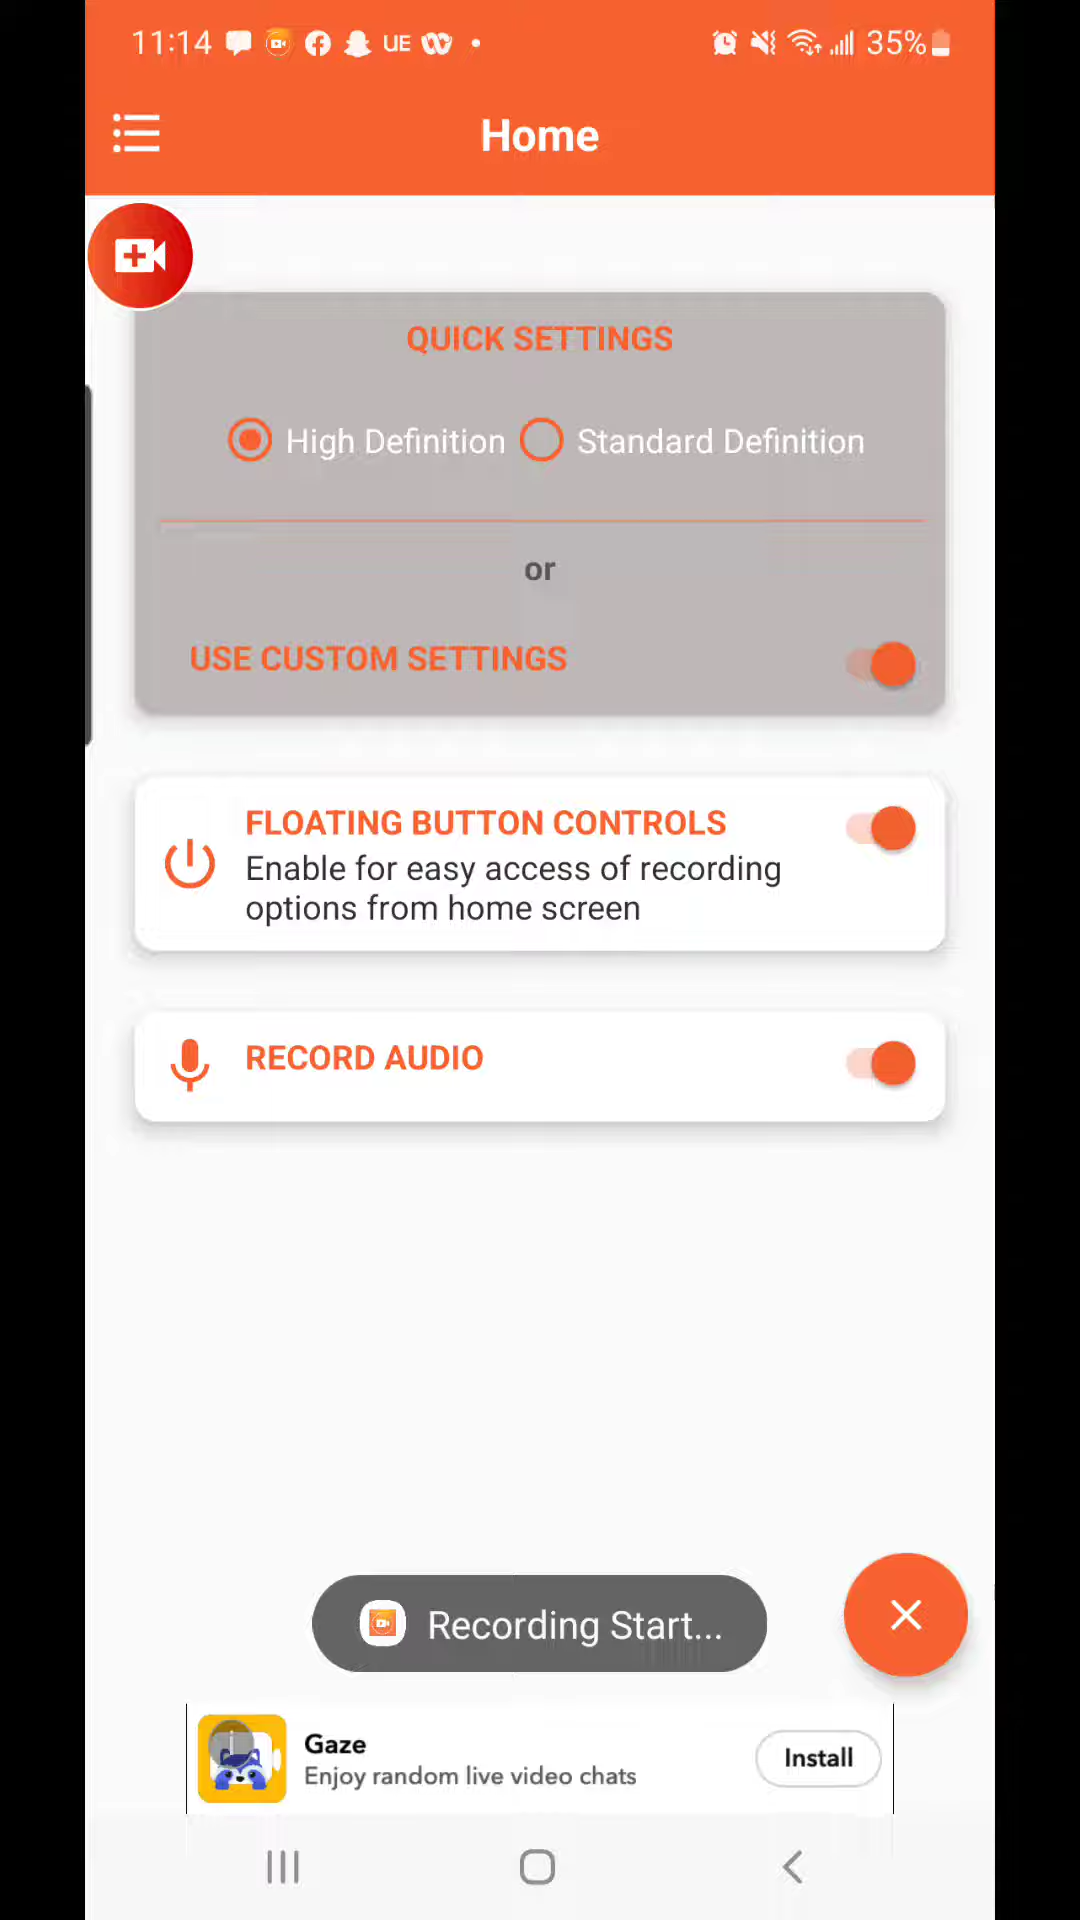 11:14 UE 35%
Home
QUICK SETTINGS
High Definition Standard Definition
or
USE CUSTOM SETTINGS
FLOATING BUTTON CONTROLS
Enable for easy access of recording
options from home screen
RECORD AUDIO
Recording Start...
Gaze
Enjoy random live video chats
Install